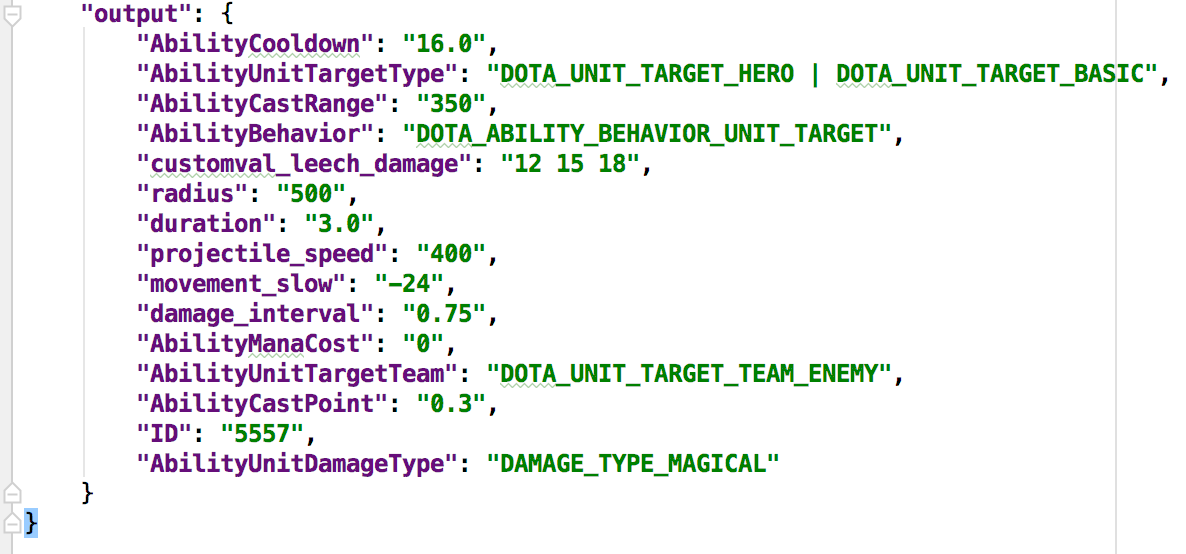 "output": {
"AbilityCooldown": "16.0",
"AbilityUnitTargetType": "DOTA_UNIT_TARGET_HERO | DOTA_UNIT_TARGET_BASIC",
"AbilityCastRange": "350",
"AbilityBehavior": "DOTA_ABILITY_BEHAVIOR_UNIT_TARGET",
"customval_leech_damage": "12 15 18",
"radius": "500",
"duration": "3.0",
"projectile_speed": "400",
"movement_slow": "-24",
"damage_interval": "0.75",
"AbilityManaCost": "0",
"AbilityUnitTargetTeam": "DOTA_UNIT_TARGET_TEAM_ENEMY",
"AbilityCastPoint": "0.3",
"ID": "5557",
"AbilityUnitDamageType": "DAMAGE_TYPE_MAGICAL"
}
}